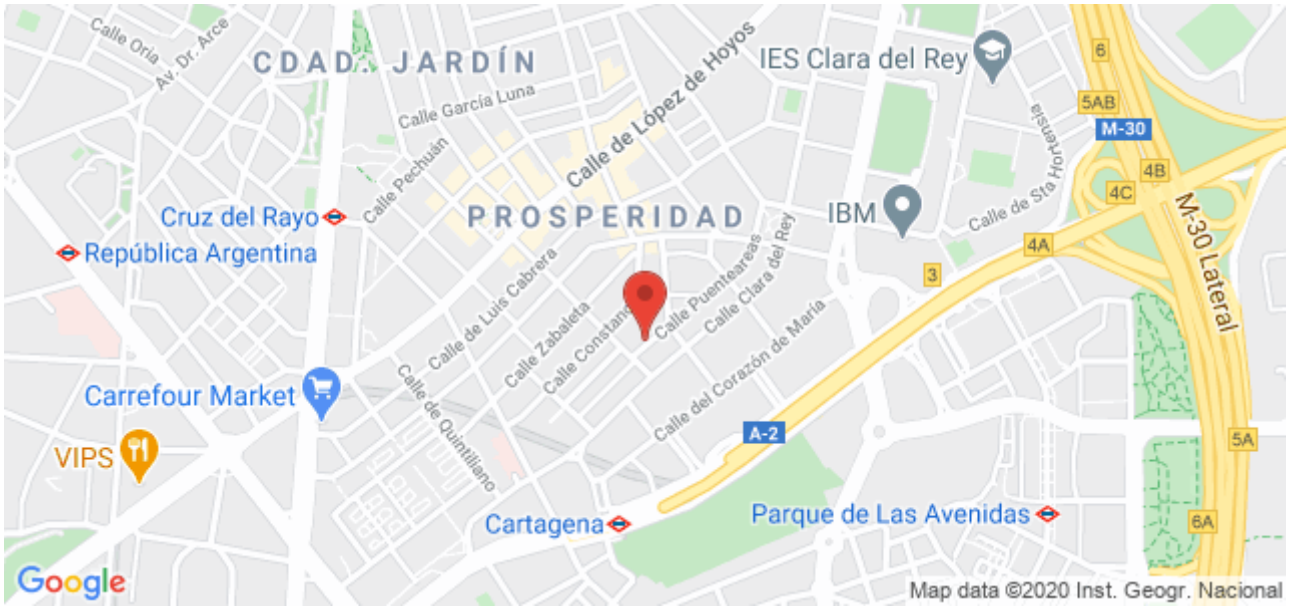 Calle Oria
Av. Dr. Arce
CDAD. JARDÍN
IES Clara del Rey
6
5AB
M-30
Calle García Luna
Calle de López de Hoyos
Calle Pechuán
Calle de Sta Hortensia
4B
4C
Cruz del Rayo
PROSPERIDAD
IBM
M-30 Lateral
República Argentina
4A
3
Calle de Luis Cabrera
Calle Zabaleta
Calle Constanc
Calle Puenteareas
Calle Clara del Rey
Calle del Corazón de María
Carrefour Market
Calle de Quintiliano
A-2
5A
VIPS
Cartagena
Parque de Las Avenidas
6A
Google
Map data ©2020 Inst. Geogr. Nacional